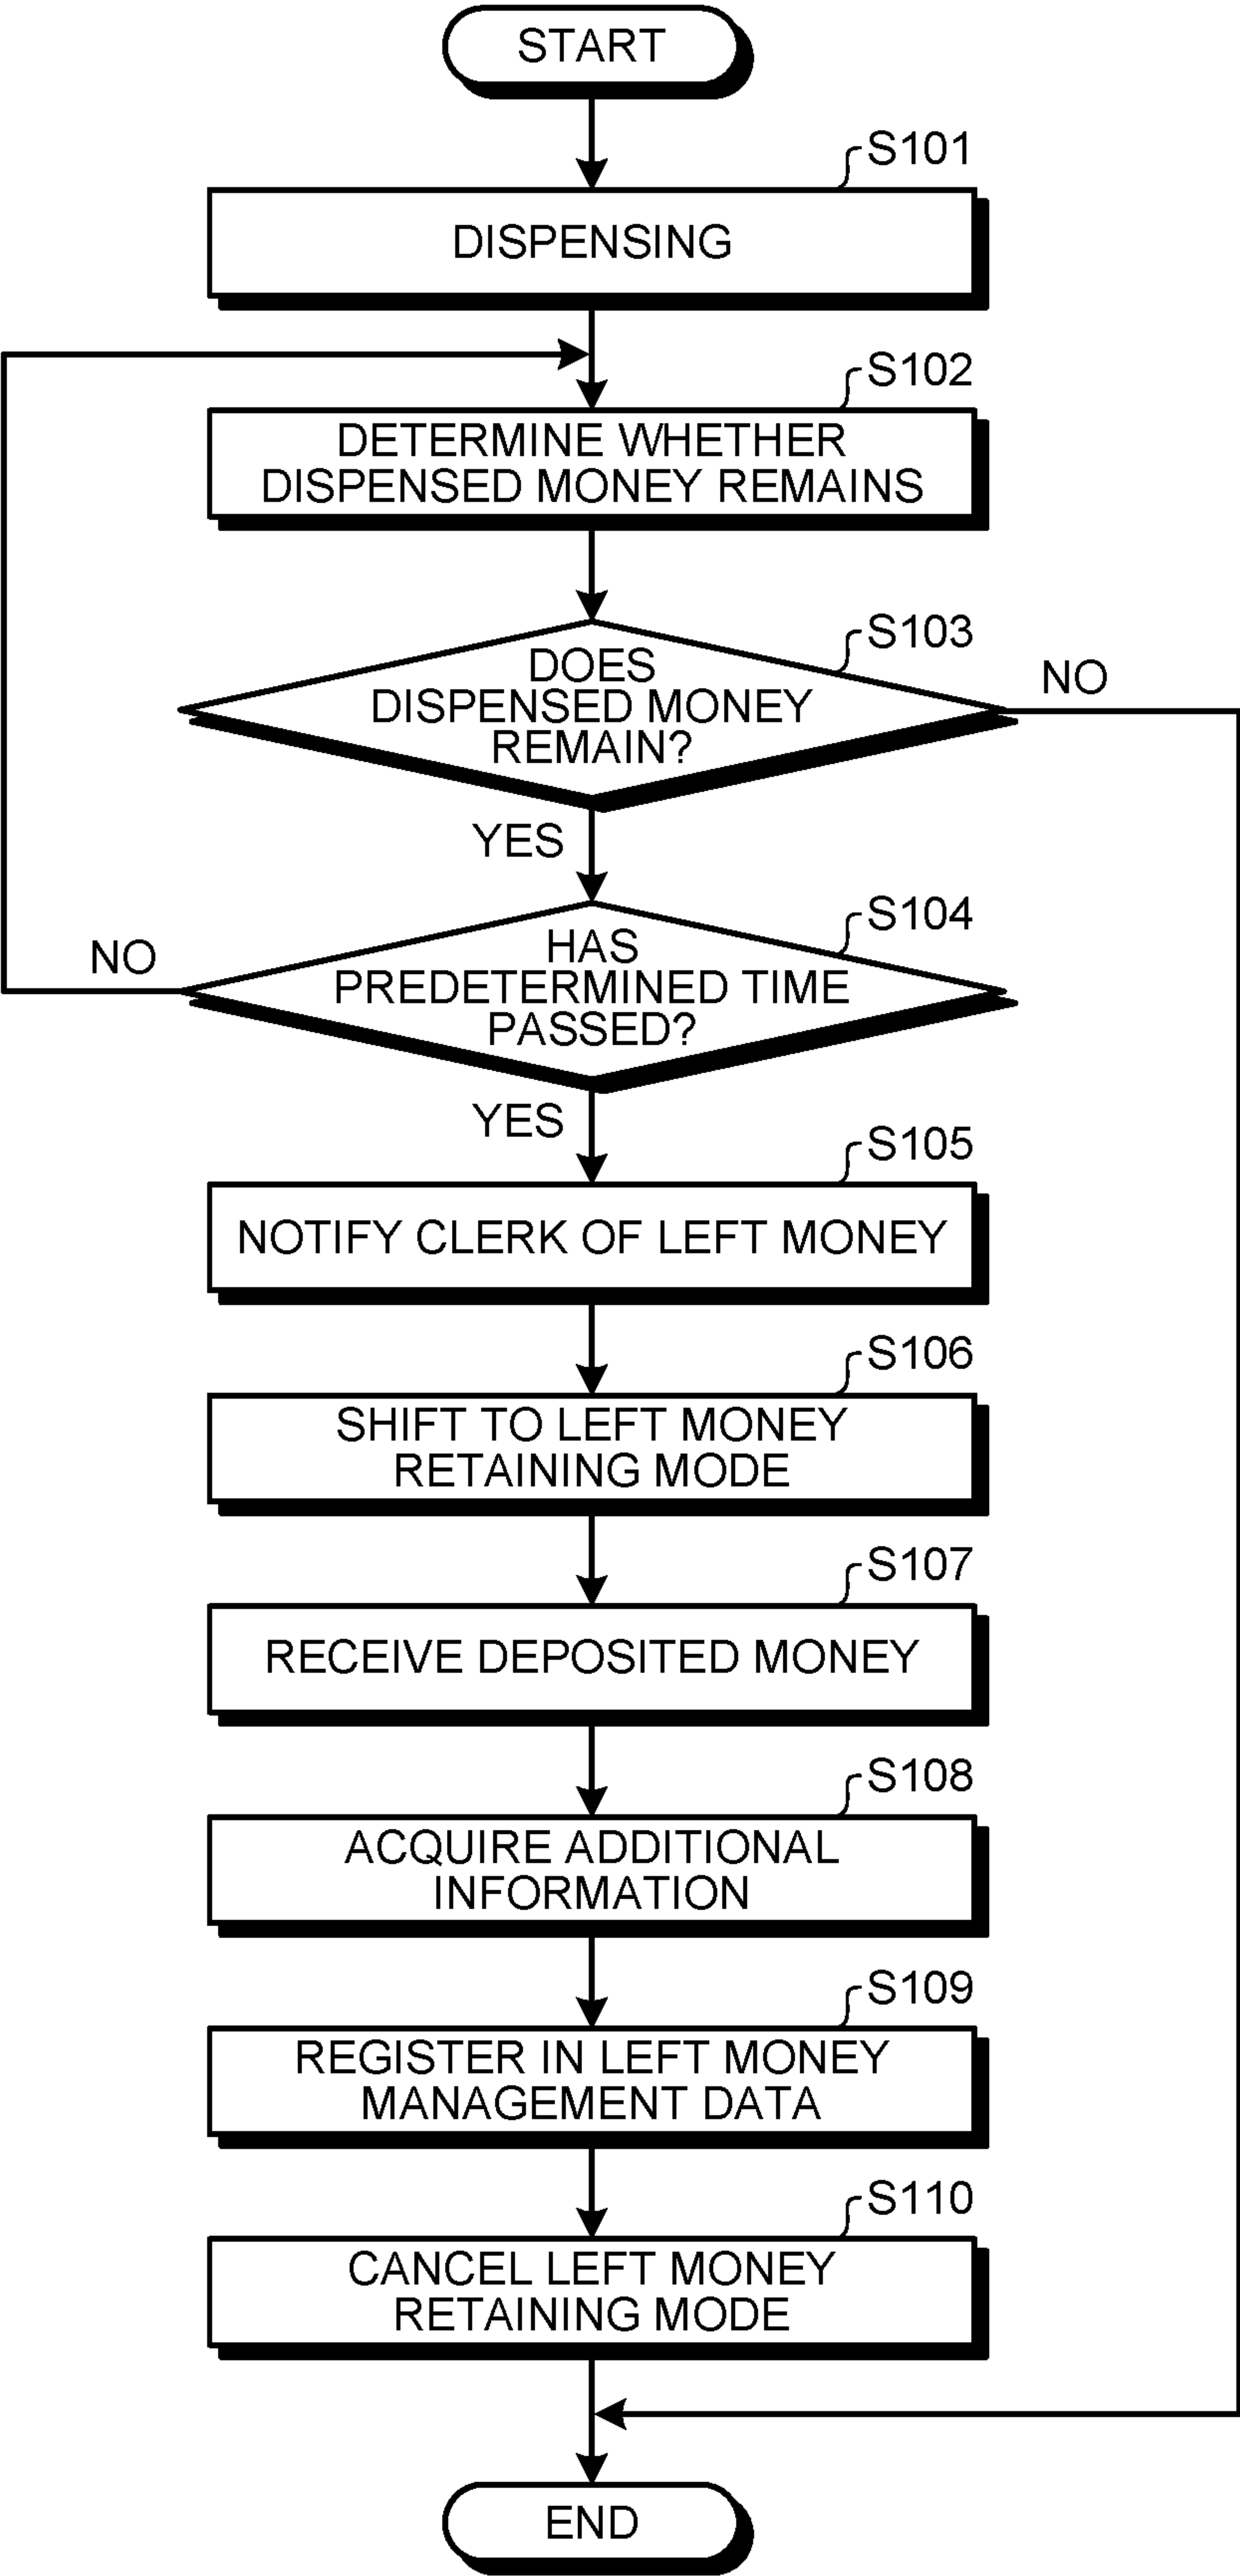 START
S101
DISPENSING
S102
DETERMINE WHETHER
DISPENSED MONEY REMAINS
S103
DOES
DISPENSED MONEY
REMAIN?
NO
YES
S104
HAS
PREDETERMINED TIME
PASSED?
NO
YES
S105
NOTIFY CLERK OF LEFT MONEY
S106
SHIFT TO LEFT MONEY
RETAINING MODE
S107
RECEIVE DEPOSITED MONEY
S108
ACQUIRE ADDITIONAL
INFORMATION
S109
REGISTER IN LEFT MONEY
MANAGEMENT DATA
S110
CANCEL LEFT MONEY
RETAINING MODE
END